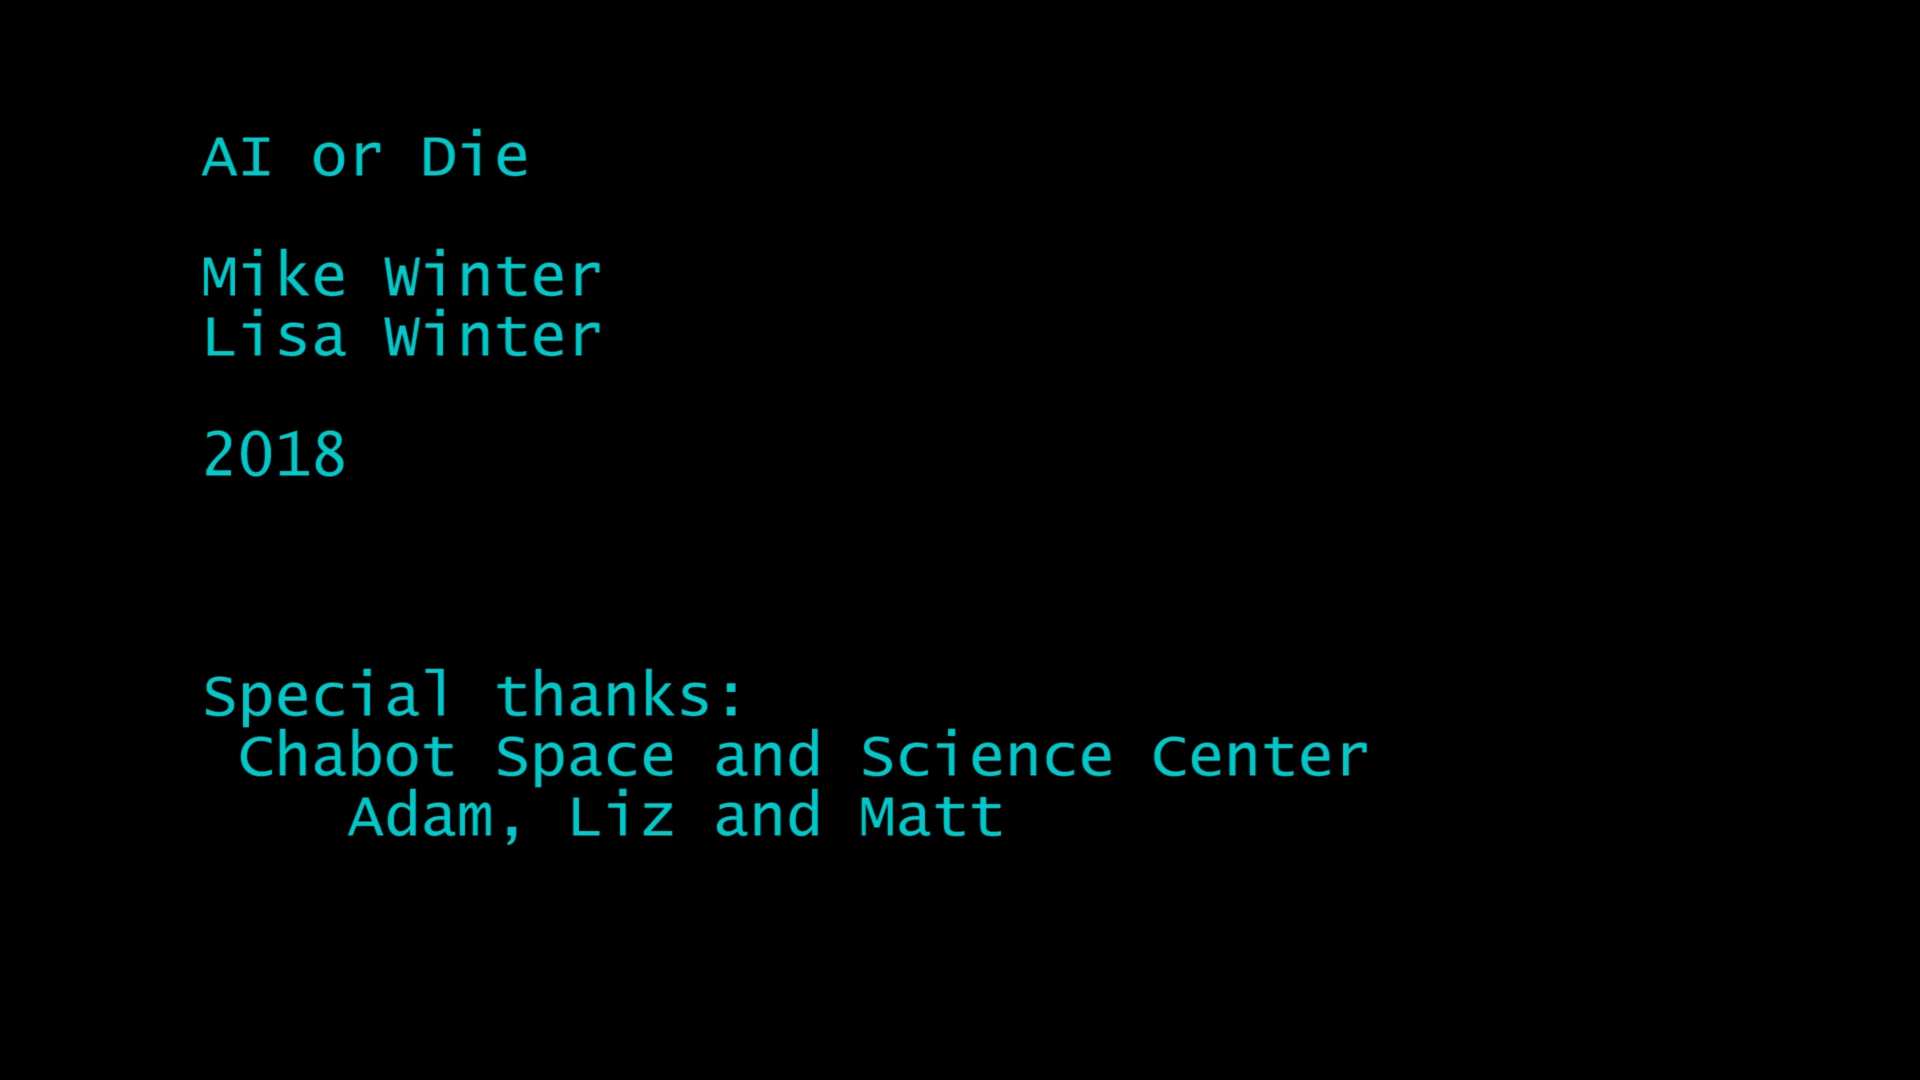 AI or Die
Mike Winter
Lisa Winter
2018
Special thanks:
Chabot Space and Science Center
Adam, Liz and Matt